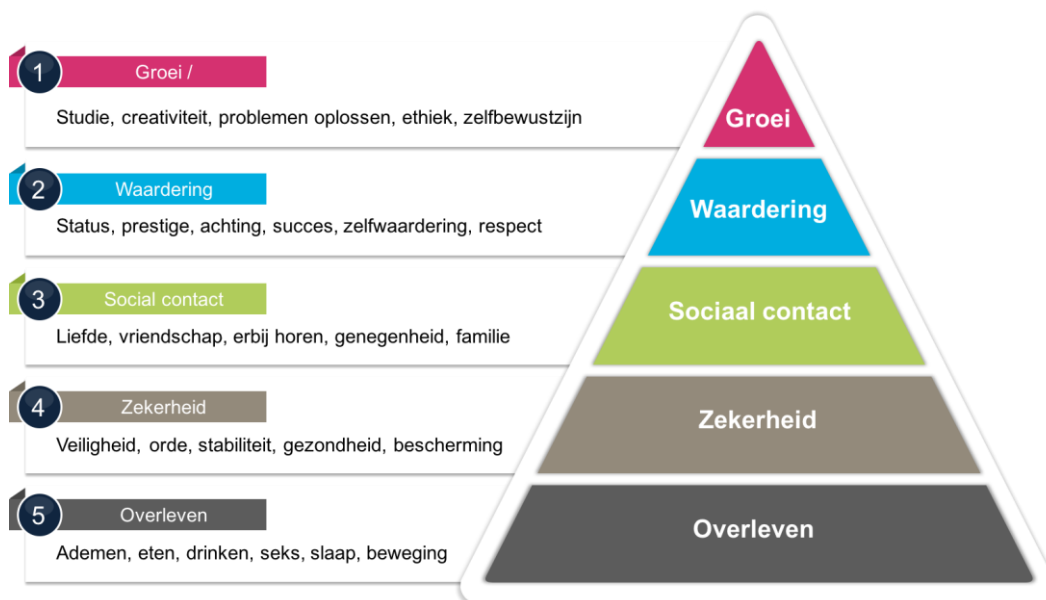 1
Groei /
Studie, creativiteit, problemen oplossen, ethiek, zelfbewustzijn
2
Waardering
Status, prestige, achting, succes, zelfwaardering, respect
3
Social contact
Liefde, vriendschap, erbij horen, genegenheid, familie
4
Zekerheid
Veiligheid, orde, stabiliteit, gezondheid, bescherming
5
Overleven
Ademen, eten, drinken, seks, slaap, beweging
Groei
Waardering
Sociaal contact
Zekerheid
Overleven